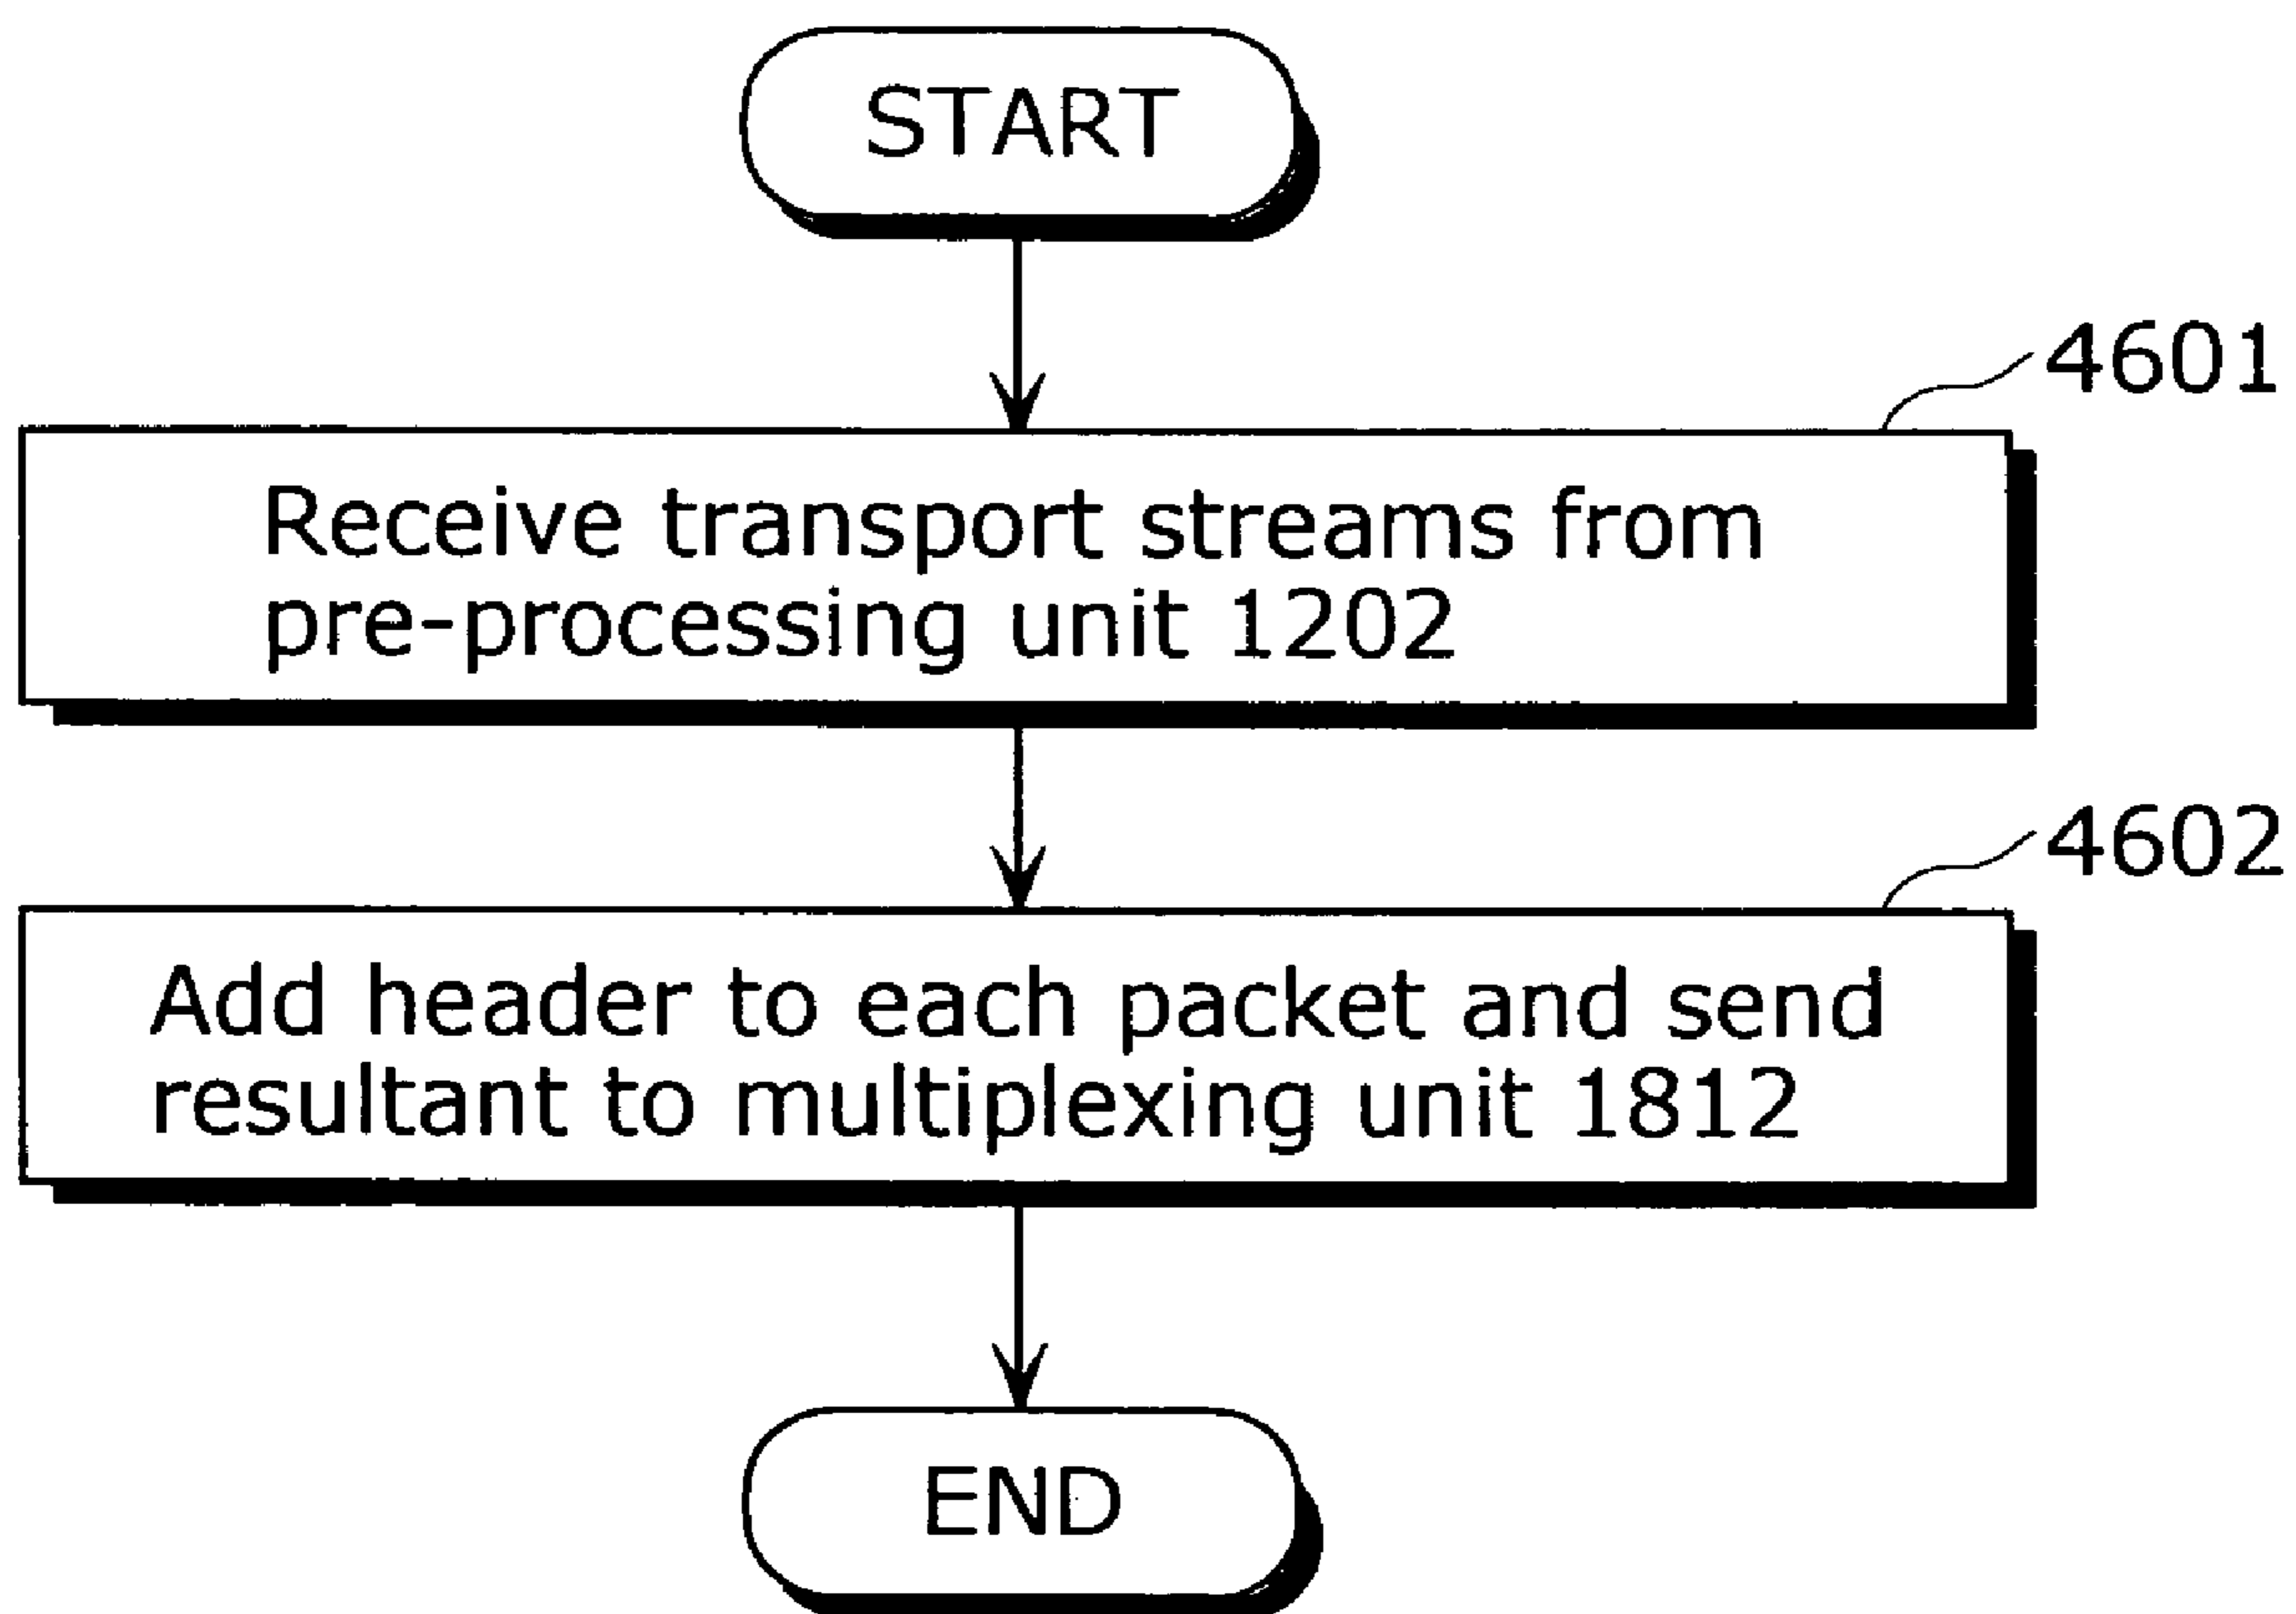 START
4601
Receive transport streams from
pre-processing unit 1202
4602
Add header to each packet and send
resultant to multiplexing unit 1812
END